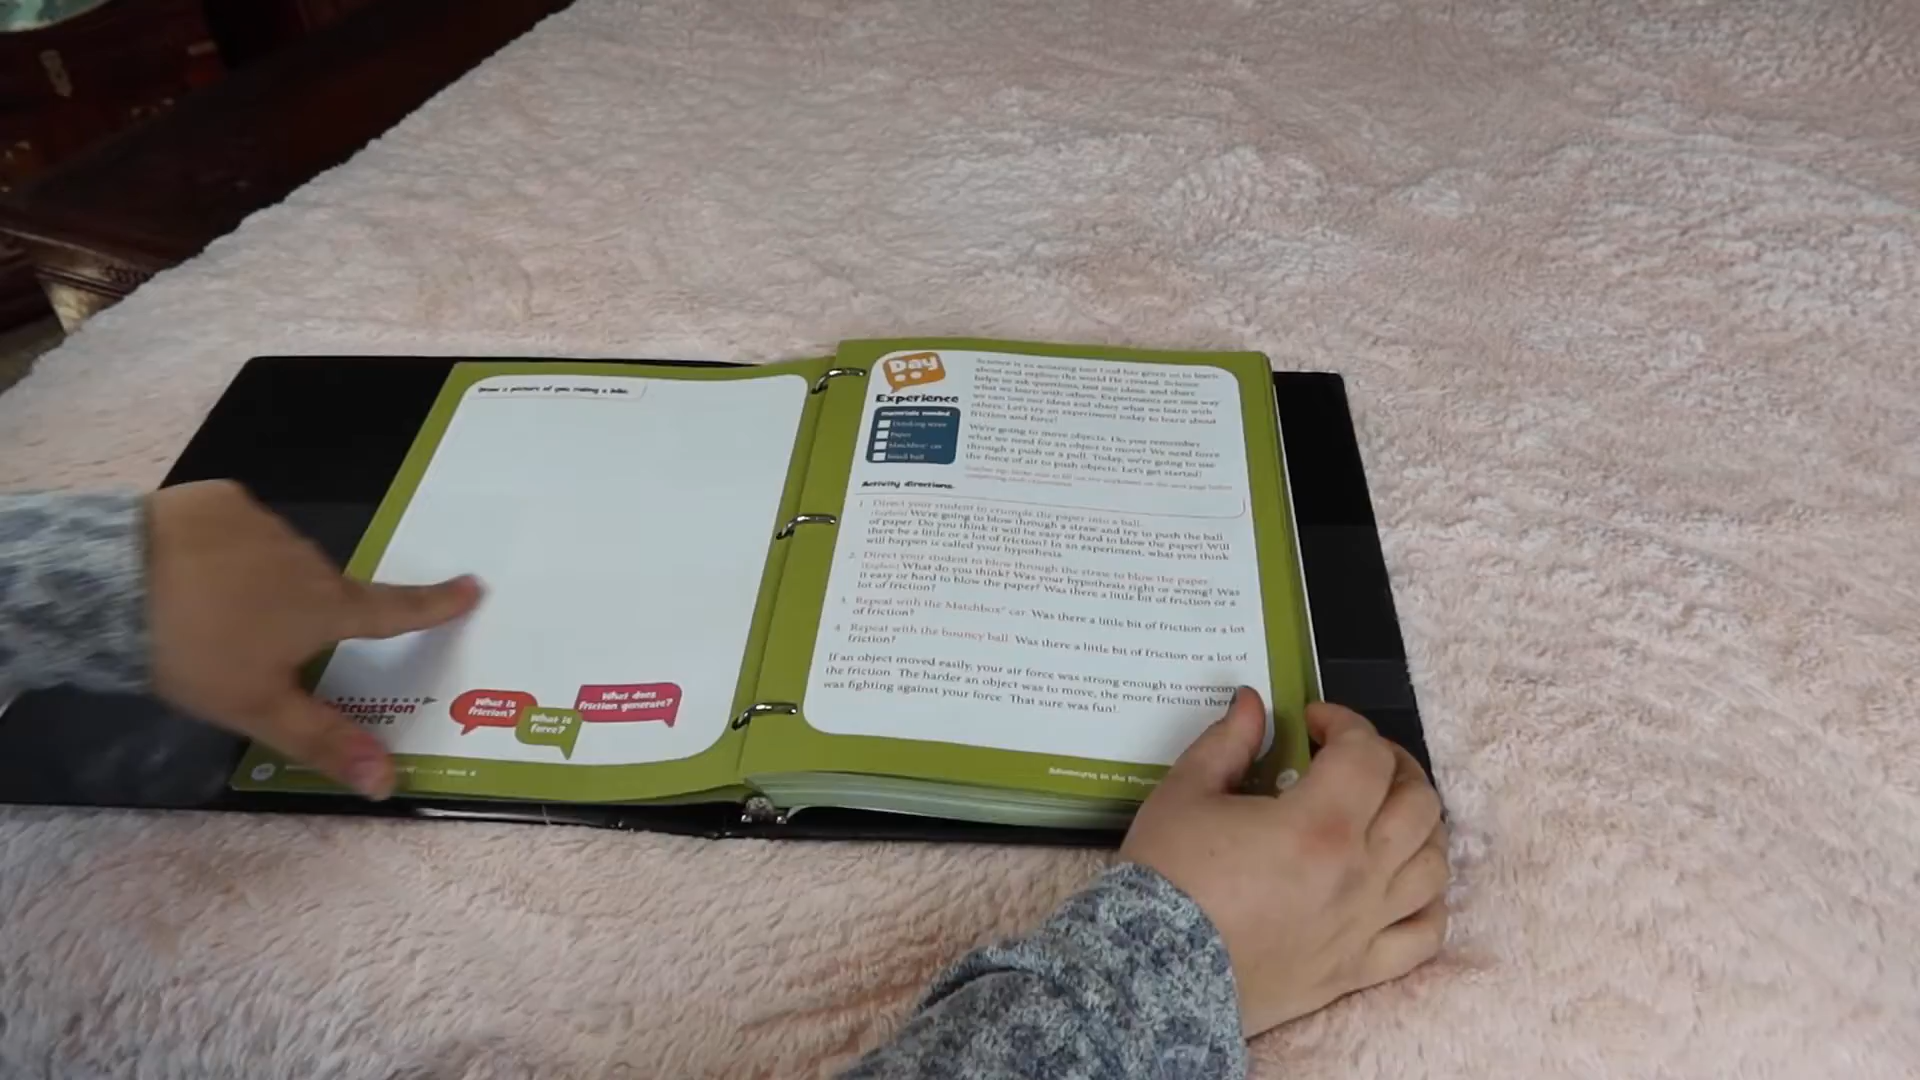 Draw a picture of you riding a bike.
What is
friction?
What is
force?
What does
friction generate?
Week 4
Day
Experience
Materials needed
Drinking straw
Paper
Matchbox® car
Small ball
Science is an amazing tool God has given us to learn
about and explore the world He created. Science
helps us ask questions, test our ideas, and share
what we learn with others. Experiments are one way
we can test our ideas and share what we learn with
others. Let's try an experiment today to learn about
friction and force!
We're going to move objects. Do you remember
what we need for an object to move? We need force
through a push or a pull. Today, we're going to use
the force of air to push objects. Let's get started!
Activity directions:
1. Direct your student to crumple the paper into a ball.
(Explain) We're going to blow through a straw and try to push the ball
of paper. Do you think it will be easy or hard to blow the paper? Will
there be a little or a lot of friction? In an experiment, what you think
will happen is called your hypothesis.
2. Direct your student to blow through the straw to blow the paper.
(Explain) What do you think? Was your hypothesis right or wrong? Was
it easy or hard to blow the paper? Was there a little bit of friction or a
lot of friction?
3. Repeat with the Matchbox® car. Was there a little bit of friction or a lot
of friction?
4. Repeat with the bouncy ball. Was there a little bit of friction or a lot of
friction?
If an object moved easily, your air force was strong enough to overcom
the friction. The harder an object was to move, the more friction there
was fighting against your force. That sure was fun!
Adventures in the